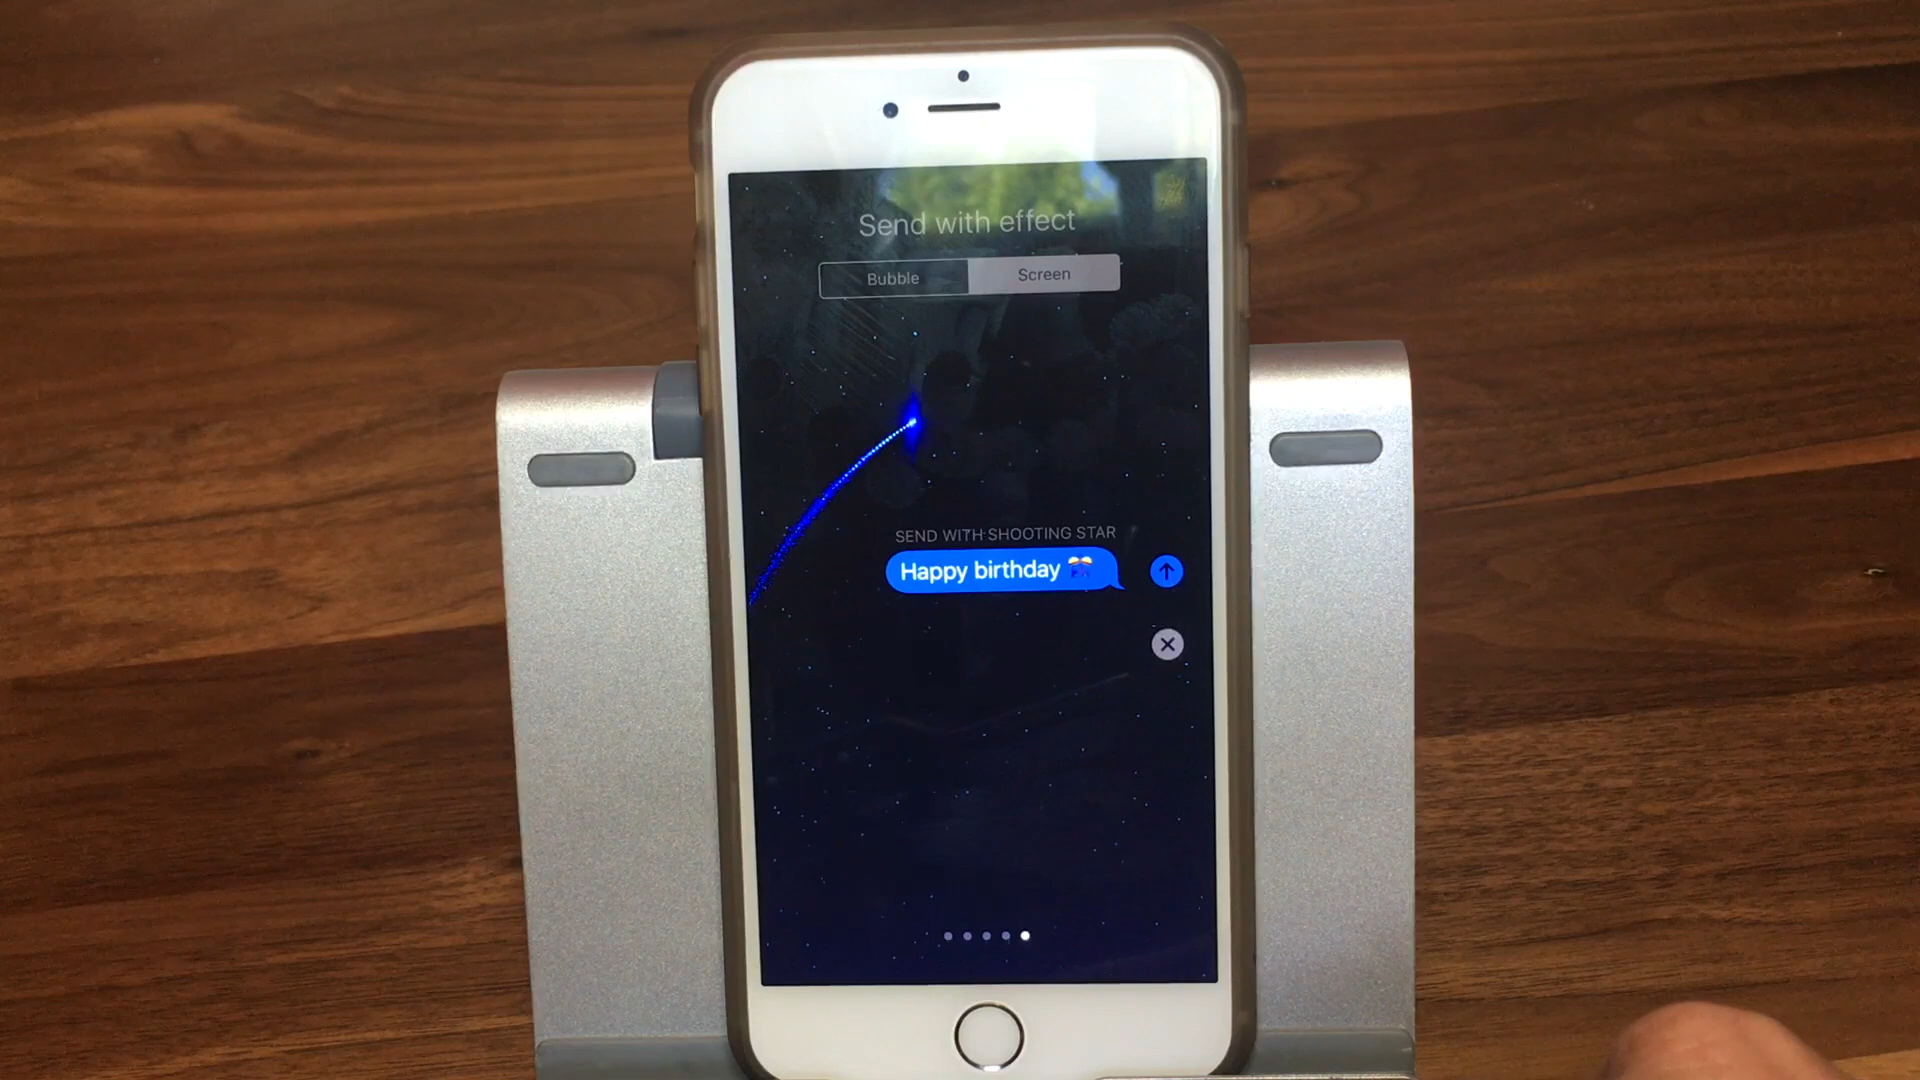 Send with effect
Bubble
Screen
SEND WITH SHOOTING STAR
Happy birthday